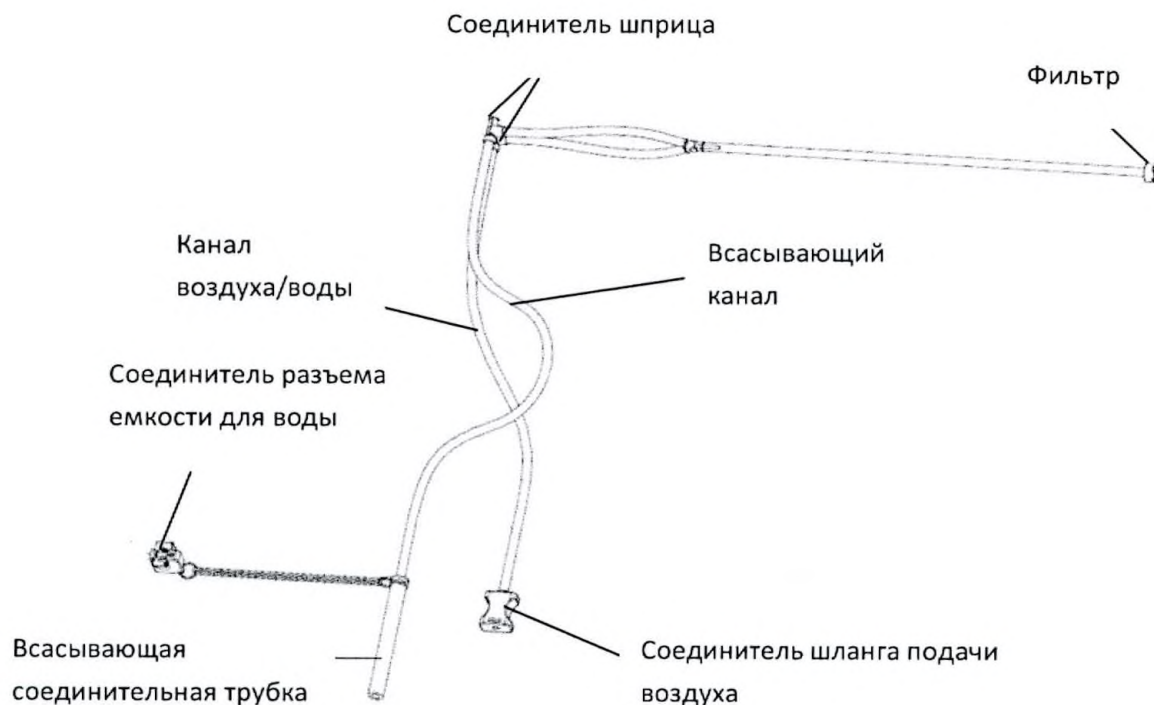 Соединитель шприца
Фильтр
Канал
воздуха/воды
Всасывающий
канал
Соединитель разъема
емкости для воды
Всасывающая
соединительная трубка
Соединитель шланга подачи
воздуха